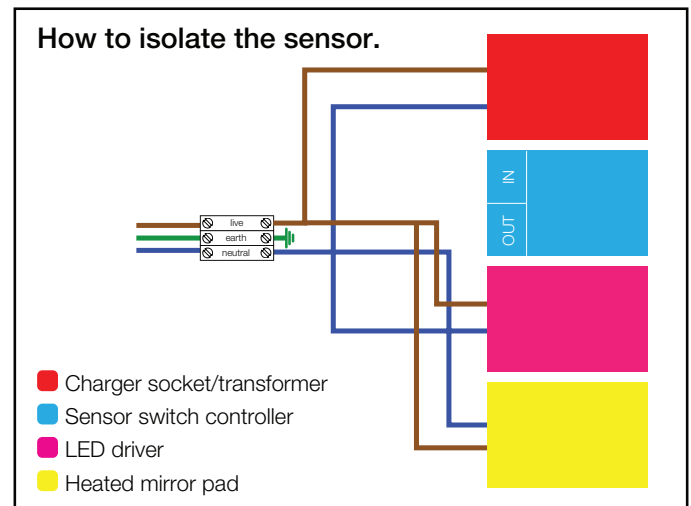 How to isolate the sensor.
IN
OUT
live
earth
neutral
Charger socket/transformer
Sensor switch controller
LED driver
Heated mirror pad